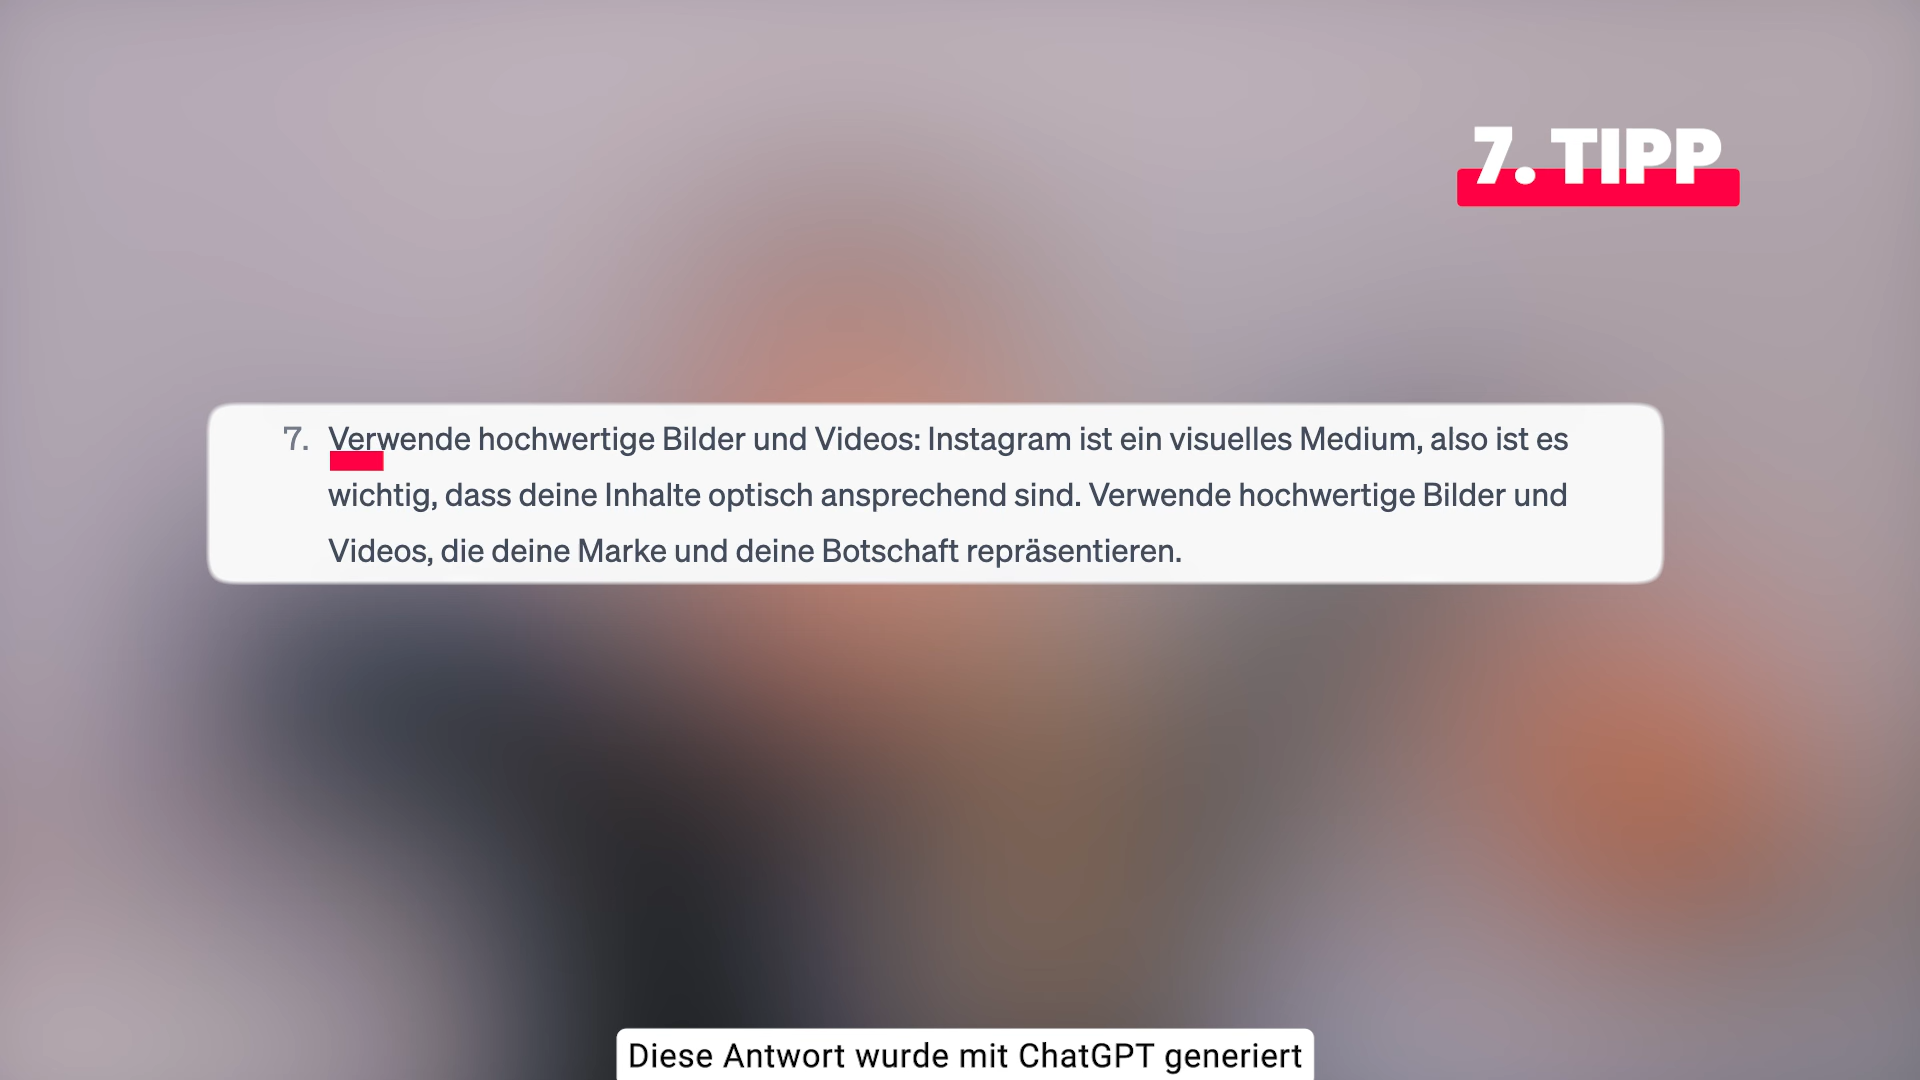 7. TIPP
7. Verwende hochwertige Bilder und Videos: Instagram ist ein visuelles Medium, also ist es
wichtig, dass deine Inhalte optisch ansprechend sind. Verwende hochwertige Bilder und
Videos, die deine Marke und deine Botschaft repräsentieren.
Diese Antwort wurde mit ChatGPT generiert